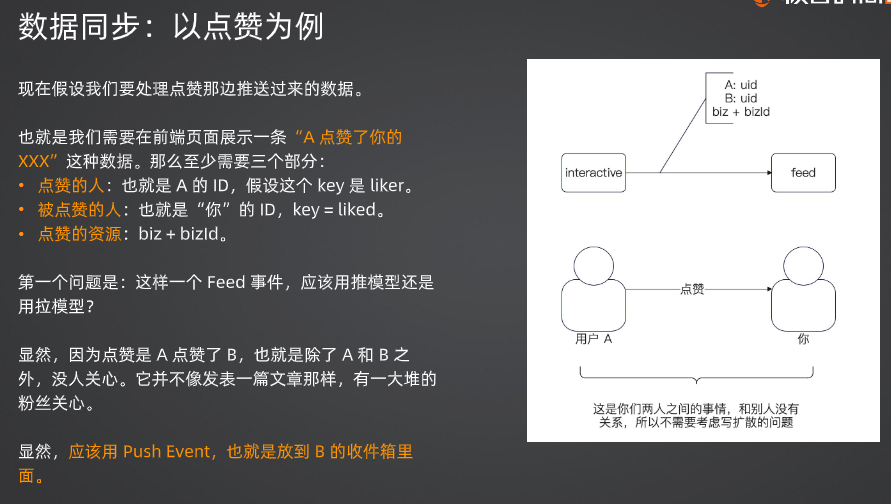 数据同步：以点赞为例
现在假设我们要处理点赞那边推送过来的数据。
也就是我们需要在前端页面展示一条“A 点赞了你的
XXX”这种数据。那么至少需要三个部分：
• 点赞的人：也就是 A 的 ID，假设这个 key 是 liker。
• 被点赞的人：也就是“你”的 ID，key = liked。
• 点赞的资源：biz + bizId。
第一个问题是：这样一个 Feed 事件，应该用推模型还是
用拉模型？
显然，因为点赞是 A 点赞了 B，也就是除了 A 和 B 之
外，没人关心。它并不像发表一篇文章那样，有一大堆的
粉丝关心。
显然，应该用 Push Event，也就是放到 B 的收件箱里
面。
A: uid
B: uid
biz + bizId
interactive
feed
点赞
用户 A
你
这是你们两人之间的事情，和别人没有
关系，所以不需要考虑写扩散的问题